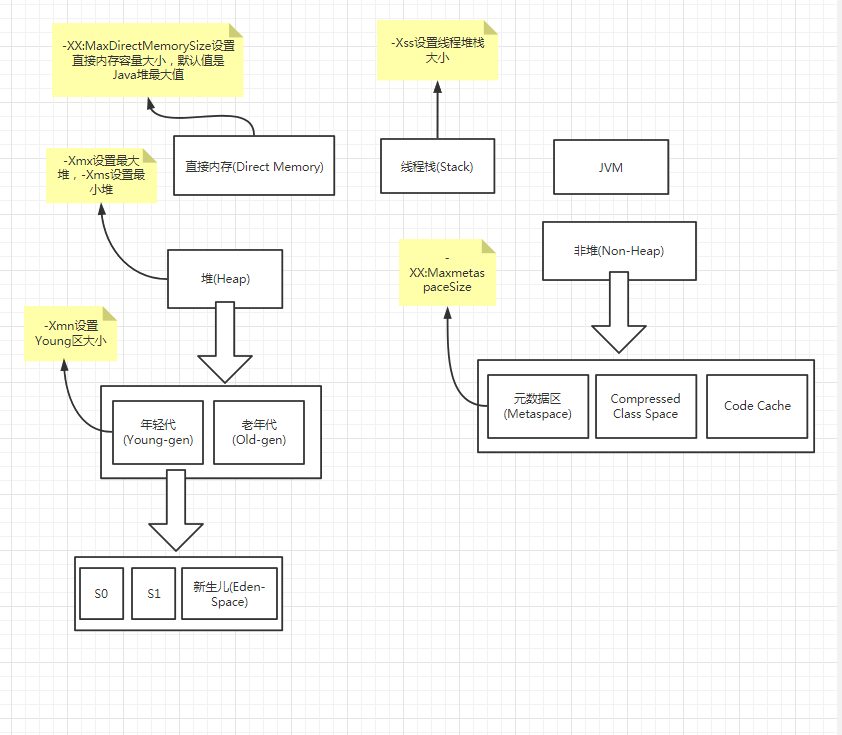 -XX:MaxDirectMemorySize设置
直接内存容量大小，默认值是
Java堆最大值
-Xss设置线程堆栈
大小
直接内存(Direct Memory)
线程栈(Stack)
JVM
-Xmx设置最大
堆，-Xms设置最
小堆
堆(Heap)
-
XX:Maxmetas
paceSize
非堆(Non-Heap)
-Xmn设置
Young区大小
年轻代
(Young-gen)
老年代
(Old-gen)
元数据区
(Metaspace)
Compressed
Class Space
Code Cache
S0
S1
新生儿(Eden-
Space)